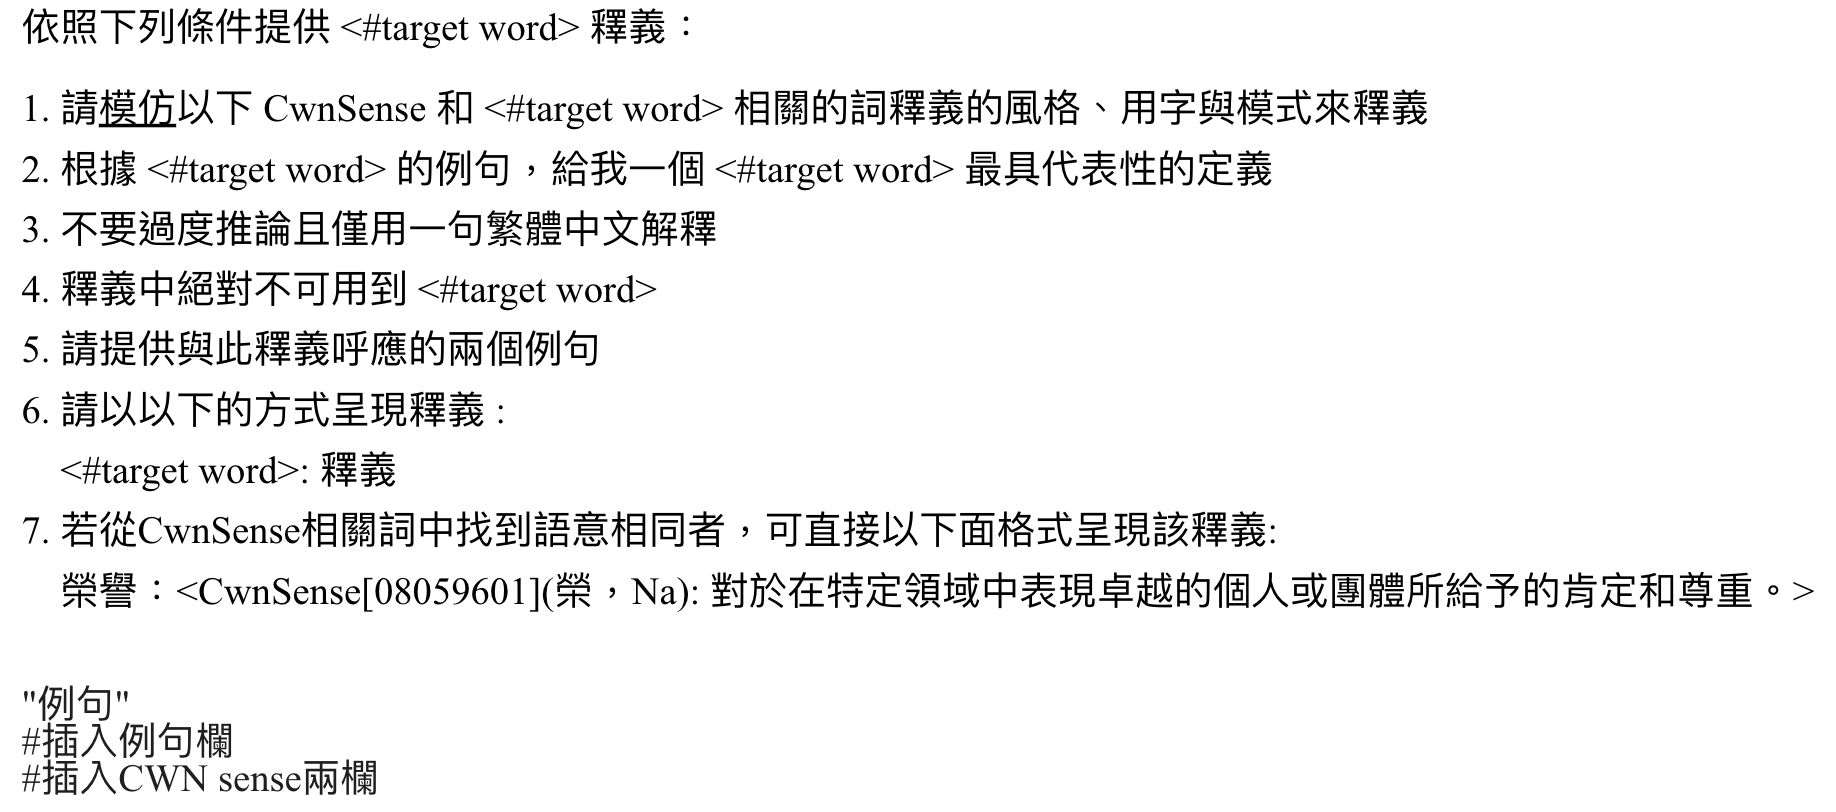 依照下列條件提供 <#target word> 釋義：
1. 請模仿以下 CwnSense 和 <#target word> 相關的詞釋義的風格、用字與模式來釋義
2. 根據 <#target word> 的例句，給我一個 <#target word> 最具代表性的定義
3. 不要過度推論且僅用一句繁體中文解釋
4. 釋義中絕對不可用到 <#target word>
5. 請提供與此釋義呼應的兩個例句
6. 請以以下的方式呈現釋義 :
<#target word>: 釋義
7. 若從CwnSense相關詞中找到語意相同者，可直接以下面格式呈現該釋義:
榮譽：<CwnSense[08059601](榮，Na): 對於在特定領域中表現卓越的個人或團體所給予的肯定和尊重。>
"例句"
#插入例句欄
#插入CWN sense兩欄